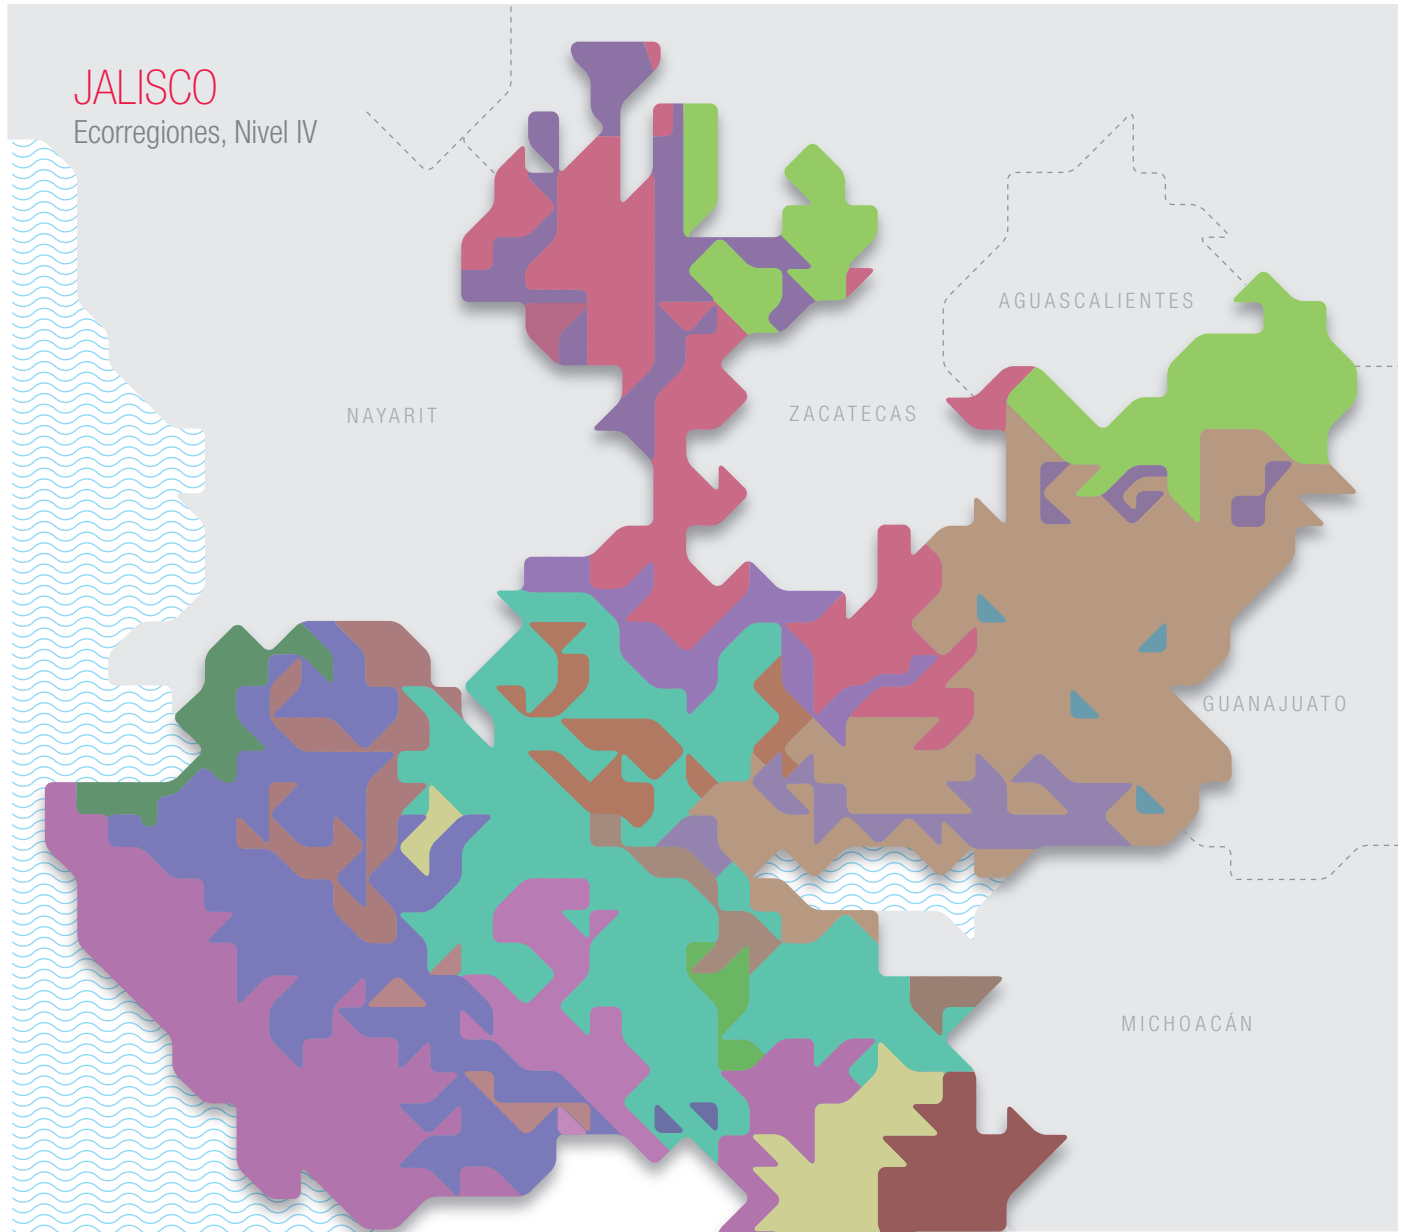 JALISCO
Ecorregiones, Nivel IV
AGUASCALIENTES
NAYARIT
ZACATECAS
GUANAJUATO
MICHOACÁN